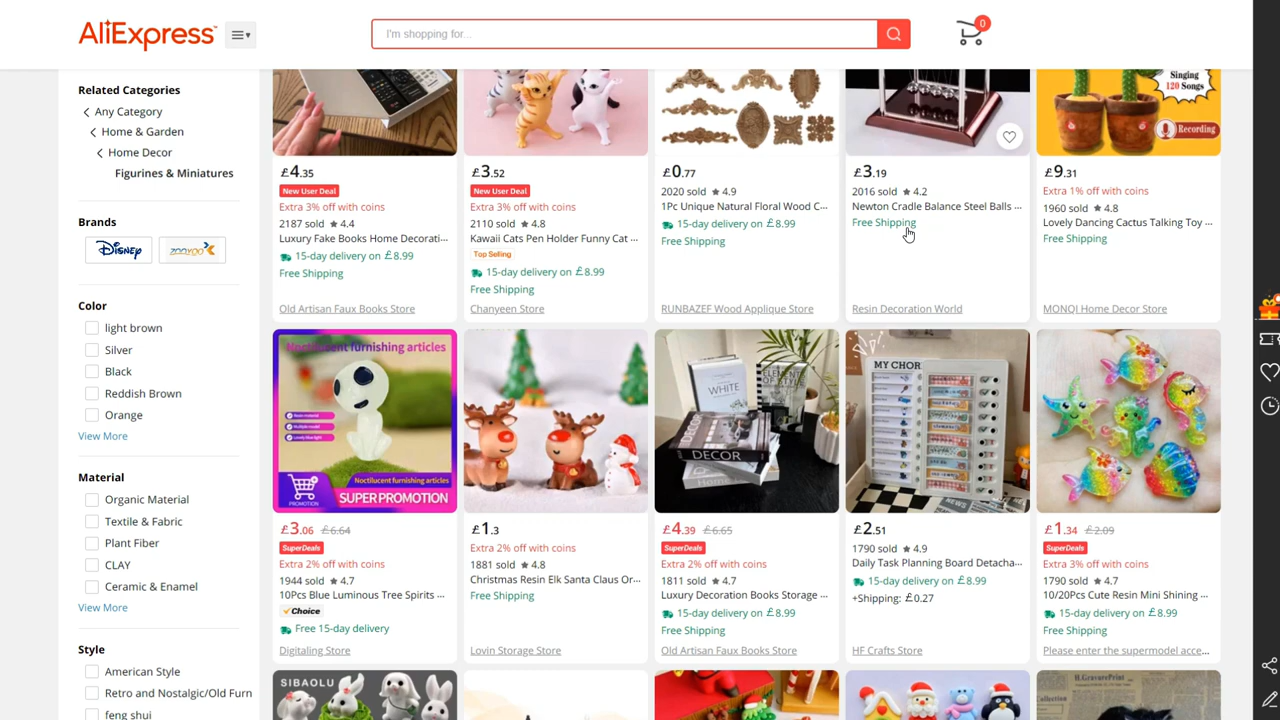 AliExpress
I'm shopping for...
0
Related Categories
Any Category
Home & Garden
Home Decor
Figurines & Miniatures
Brands
Disney
ZOOYOO
Color
light brown
Silver
Black
Reddish Brown
Orange
View More
Material
Organic Material
Textile & Fabric
Plant Fiber
CLAY
Ceramic & Enamel
View More
Style
American Style
Retro and Nostalgic/Old Furn
feng shui
£4.35
New User Deal
Extra 3% off with coins
2187 sold ★4.4
Luxury Fake Books Home Decorati...
15-day delivery on £8.99
Free Shipping
Old Artisan Faux Books Store
£3.52
New User Deal
Extra 3% off with coins
2110 sold ★4.8
Kawaii Cats Pen Holder Funny Cat ...
Top Selling
15-day delivery on £8.99
Free Shipping
Chanyeen Store
£0.77
2020 sold ★4.9
1Pc Unique Natural Floral Wood C...
15-day delivery on £8.99
Free Shipping
RUNBAZEF Wood Applique Store
£3.19
2016 sold ★4.2
Newton Cradle Balance Steel Balls ...
Free Shipping
Resin Decoration World
Singing
120 Songs
Recording
£9.31
Extra 1% off with coins
1960 sold ★4.8
Lovely Dancing Cactus Talking Toy ...
Free Shipping
MONQI Home Decor Store
Noctilucent furnishing articles
Noctilucent furnishing articles
PROMOTION
SUPER PROMOTION
£3.06 £6.64
SuperDeals
Extra 2% off with coins
1944 sold ★4.7
10Pcs Blue Luminous Tree Spirits ...
Choice
Free 15-day delivery
Digitaling Store
£1.3
Extra 2% off with coins
1881 sold ★4.8
Christmas Resin Elk Santa Claus Or...
Free Shipping
Lovin Storage Store
WHITE
ELEMENT
OF STYLE
DECOR
Home
£4.39 £6.65
SuperDeals
Extra 2% off with coins
1811 sold ★4.7
Luxury Decoration Books Storage ...
15-day delivery on £8.99
Free Shipping
Old Artisan Faux Books Store
MY CHOR
£2.51
1790 sold ★4.9
Daily Task Planning Board Detacha...
15-day delivery on £8.99
+Shipping: £0.27
HF Crafts Store
£1.34 £2.09
SuperDeals
Extra 3% off with coins
1790 sold ★4.7
10/20Pcs Cute Resin Mini Shining ...
15-day delivery on £8.99
Free Shipping
Please enter the supermodel acce...
SIBAOLU